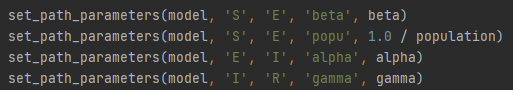 set_path_parameters(model, 'S', 'E', 'beta', beta)
set_path_parameters(model, 'S', 'E', 'popu', 1.0 / population)
set_path_parameters(model, 'E', 'I', 'alpha', alpha)
set_path_parameters(model, 'I', 'R', 'gamma', gamma)